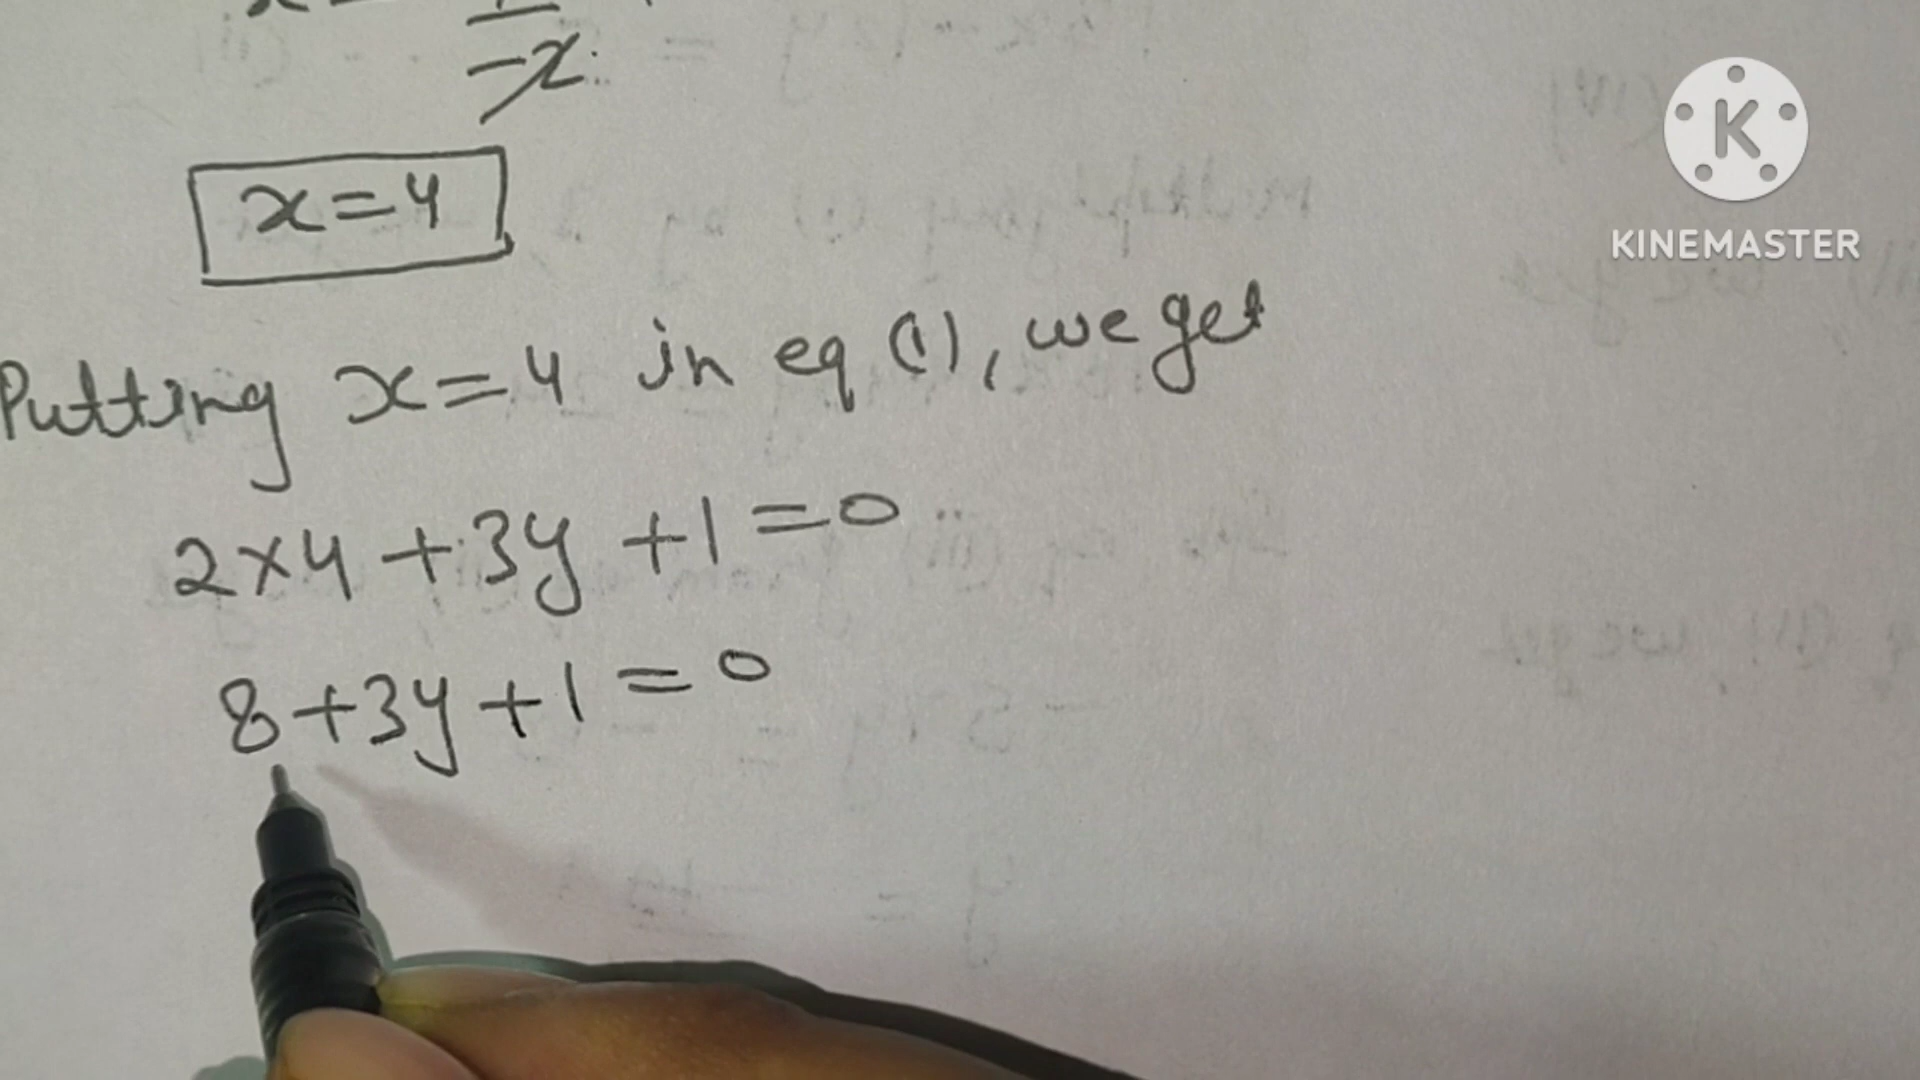 -x
x=4
K
KINEMASTER
Putting x=4 in eq (1), we get
2×4+3y+1=0
8+3y+1=0